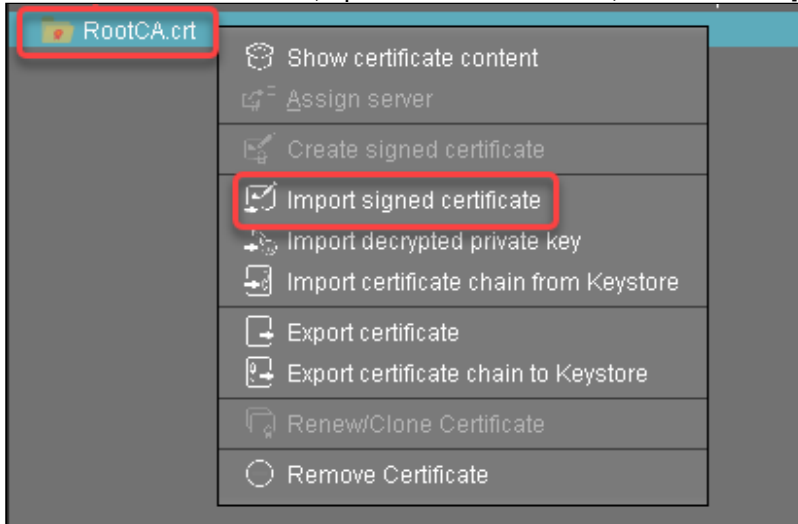 RootCA.crt
Show certificate content
Assign server
Create signed certificate
Import signed certificate
Import decrypted private key
Import certificate chain from Keystore
Export certificate
Export certificate chain to Keystore
Renew/Clone Certificate
Remove Certificate